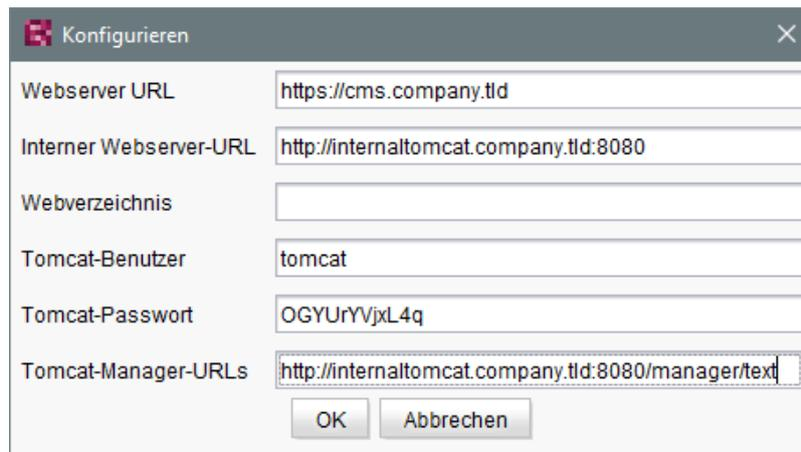 Konfigurieren
Webserver URL https://cms.company.tld
Interner Webserver-URL http://internaltomcat.company.tld:8080
Webverzeichnis
Tomcat-Benutzer tomcat
Tomcat-Passwort OGYUrYVjxL4q
Tomcat-Manager-URLs http://internaltomcat.company.tld:8080/manager/text
OK Abbrechen